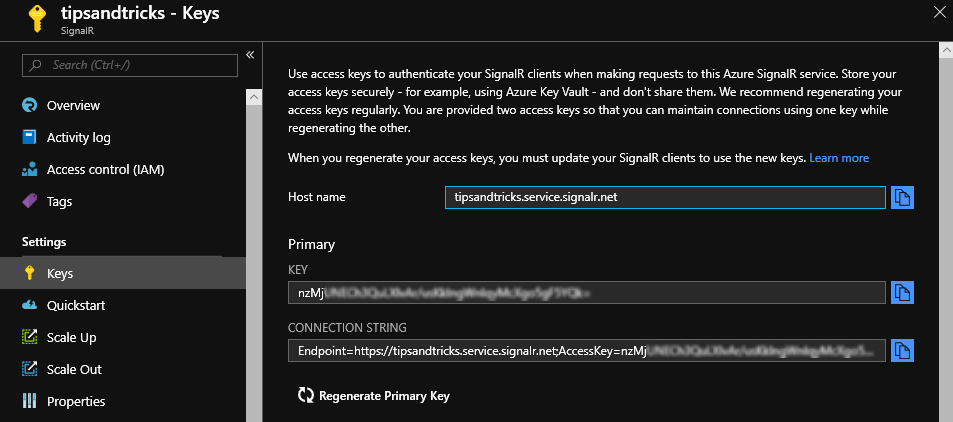 tipsandtricks - Keys
SignalR
Search (Ctrl+/)
Overview
Activity log
Access control (IAM)
Tags
Settings
Keys
Quickstart
Scale Up
Scale Out
Properties
Use access keys to authenticate your SignalR clients when making requests to this Azure SignalR service. Store your
access keys securely - for example, using Azure Key Vault - and don't share them. We recommend regenerating your
access keys regularly. You are provided two access keys so that you can maintain connections using one key while
regenerating the other.
When you regenerate your access keys, you must update your SignalR clients to use the new keys. Learn more
Host name
tipsandtricks.service.signalr.net
Primary
KEY
nzMj
CONNECTION STRING
Endpoint=https://tipsandtricks.service.signalr.net;AccessKey=nzMj
Regenerate Primary Key